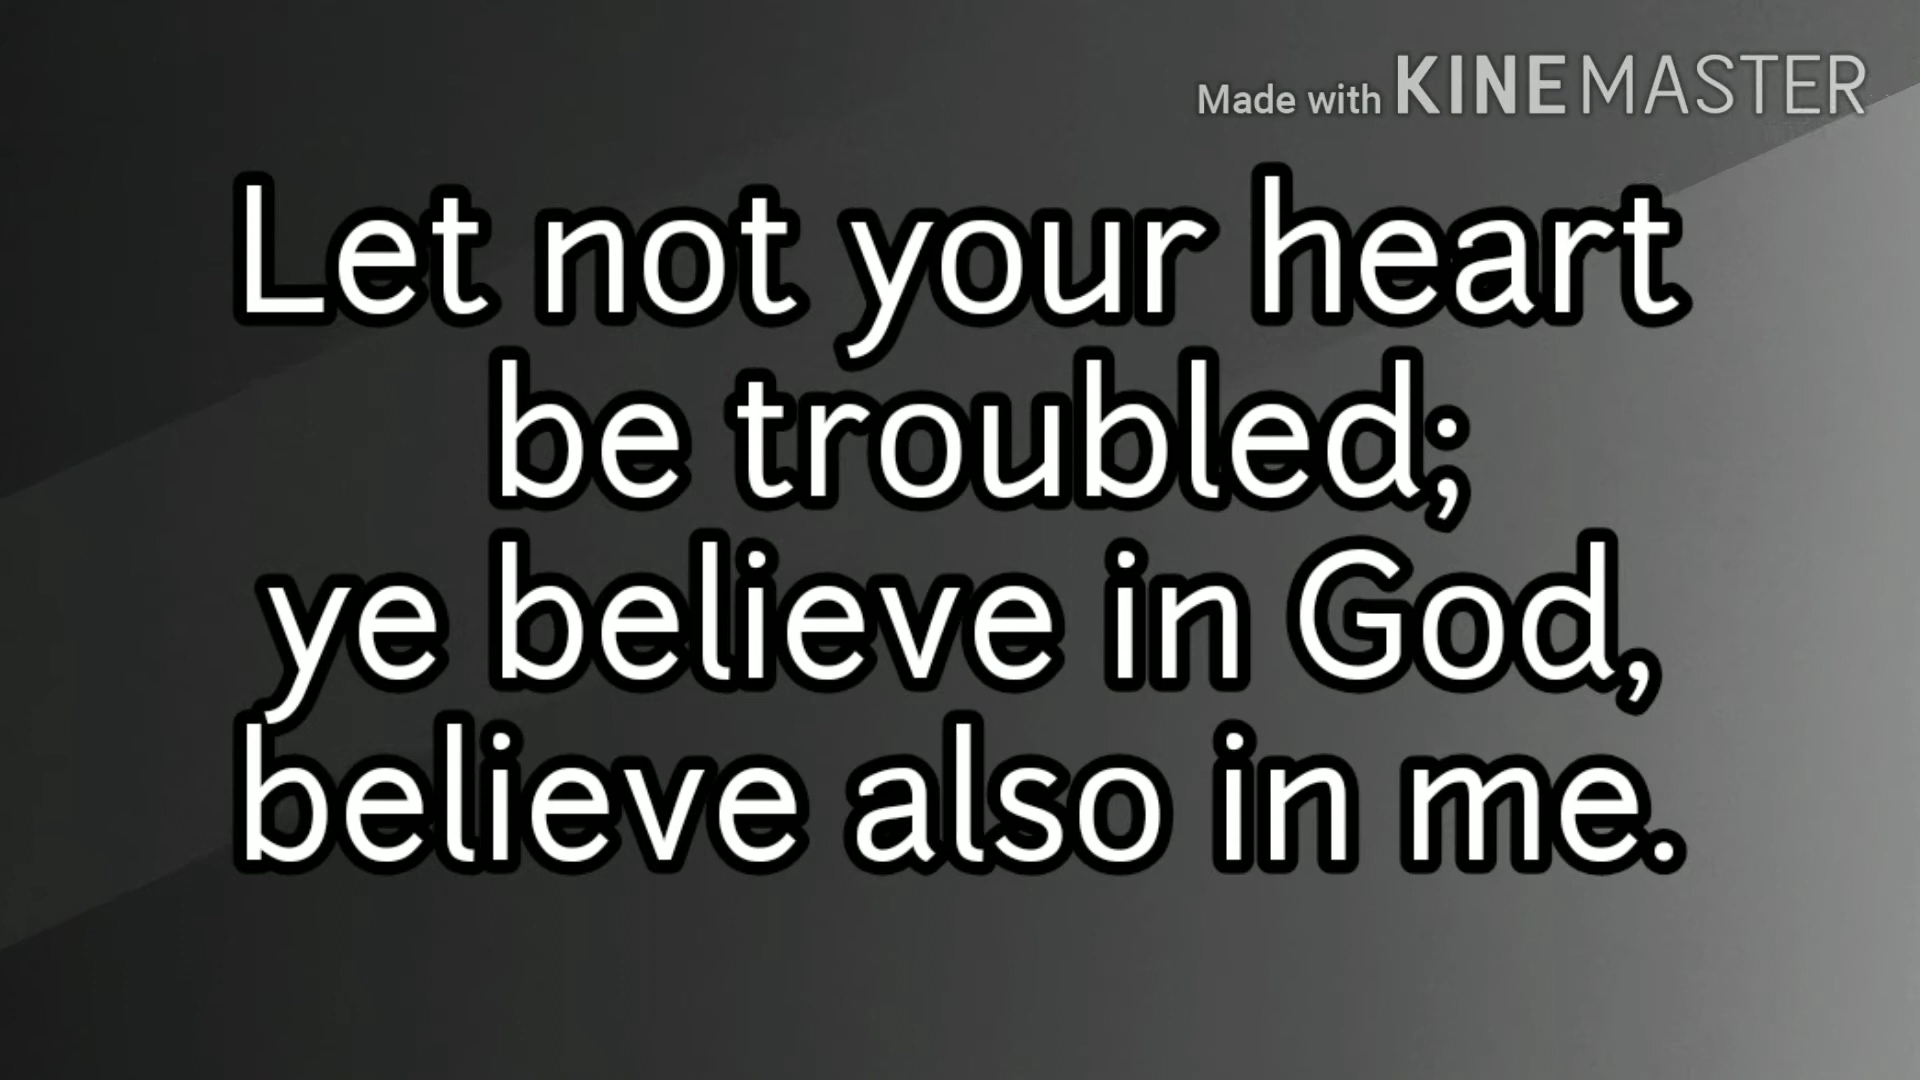 Made with KINEMASTER
Let not your heart
be troubled;
ye believe in God,
believe also in me.